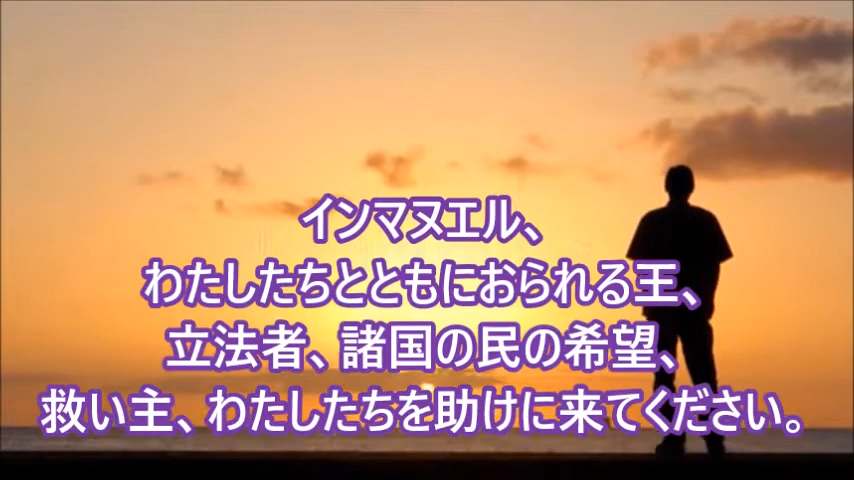 インマヌエル、
わたしたちとともにおられる王、
立法者、諸国の民の希望、
救い主、わたしたちを助けに来てください。